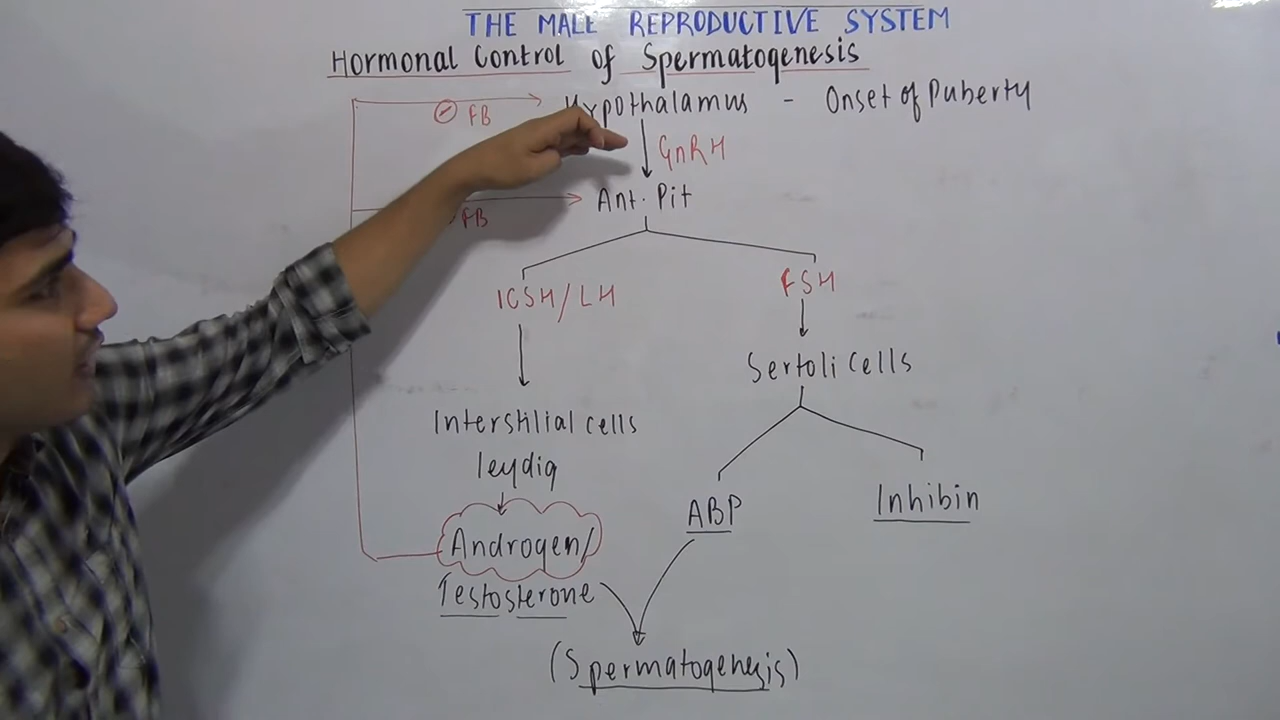 THE MALE REPRODUCTIVE SYSTEM
Hormonal Control of Spermatogenesis
⊖ FB Hypothalamus - Onset of Puberty
GnRH
FB Ant. Pit
ICSH/LH FSH
Sertoli cells
Interstilial cells
leydig
ABP Inhibin
Androgen/
Testosterone
(Spermatogenesis)